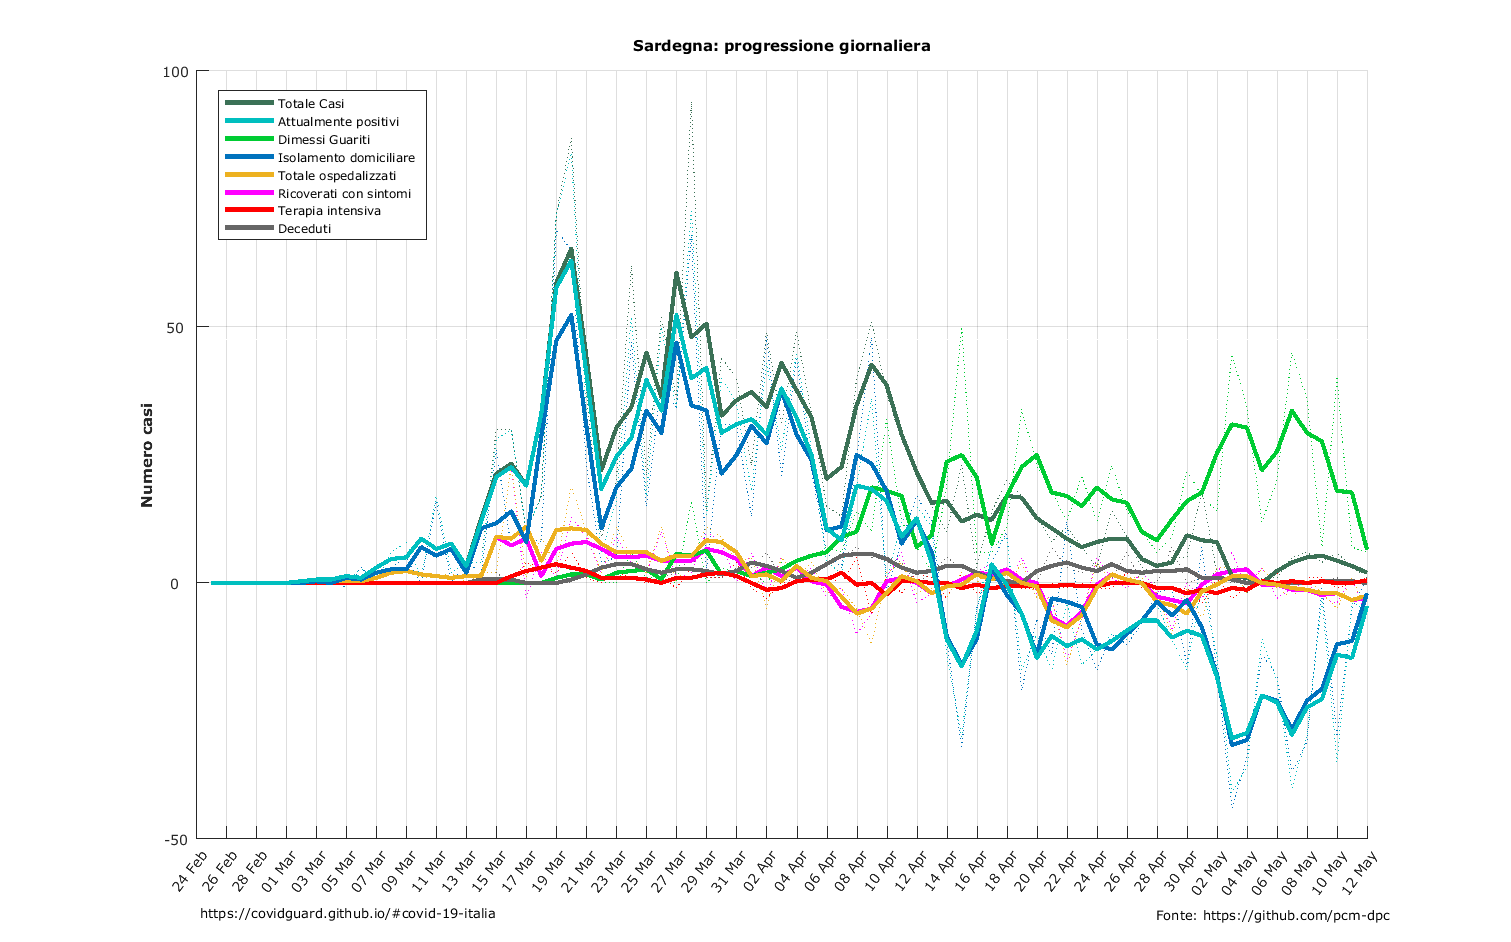 Sardegna: progressione giornaliera
100
50
0
-50
Numero casi
Totale Casi
Attualmente positivi
Dimessi Guariti
Isolamento domiciliare
Totale ospedalizzati
Ricoverati con sintomi
Terapia intensiva
Deceduti
24 Feb
26 Feb
28 Feb
01 Mar
03 Mar
05 Mar
07 Mar
09 Mar
11 Mar
13 Mar
15 Mar
17 Mar
19 Mar
21 Mar
23 Mar
25 Mar
27 Mar
29 Mar
31 Mar
02 Apr
04 Apr
06 Apr
08 Apr
10 Apr
12 Apr
14 Apr
16 Apr
18 Apr
20 Apr
22 Apr
24 Apr
26 Apr
28 Apr
30 Apr
02 May
04 May
06 May
08 May
10 May
12 May
https://covidguard.github.io/#covid-19-italia
Fonte: https://github.com/pcm-dpc